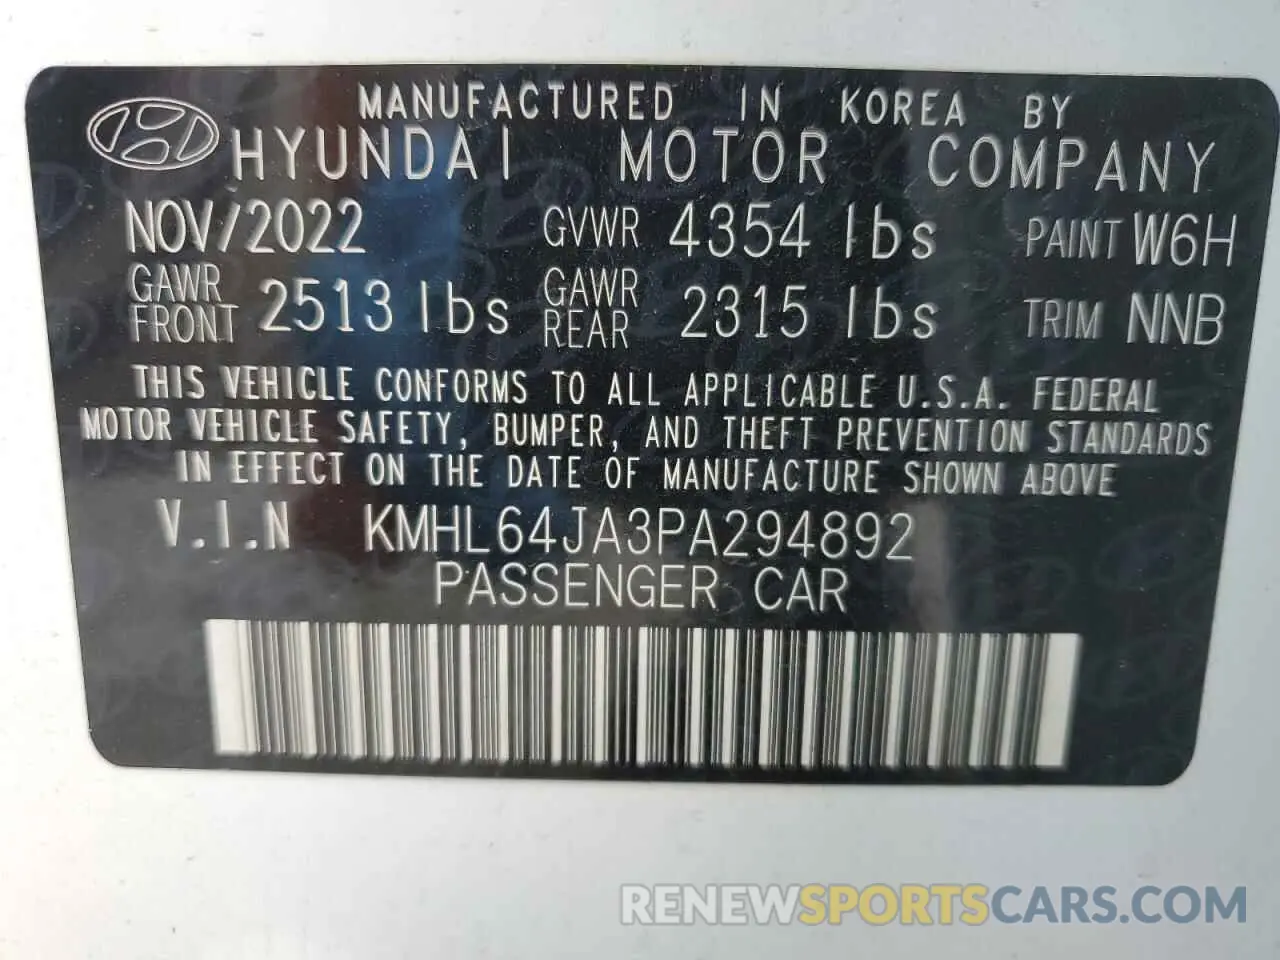 MANUFACTURED IN KOREA BY
HYUNDAI MOTOR COMPANY
NOV/2022 GVWR 4354 lbs PAINT W6H
GAWR FRONT 2513 lbs GAWR REAR 2315 lbs TRIM NNB
THIS VEHICLE CONFORMS TO ALL APPLICABLE U.S.A. FEDERAL
MOTOR VEHICLE SAFETY, BUMPER, AND THEFT PREVENTION STANDARDS
IN EFFECT ON THE DATE OF MANUFACTURE SHOWN ABOVE
V.I.N KMHL64JA3PA294892
PASSENGER CAR
RENEWSPORTSCARS.COM